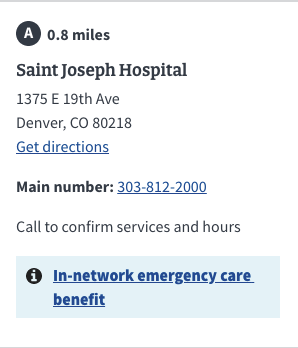 A 0.8 miles
Saint Joseph Hospital
1375 E 19th Ave
Denver, CO 80218
Get directions
Main number: 303-812-2000
Call to confirm services and hours
i In-network emergency care
benefit